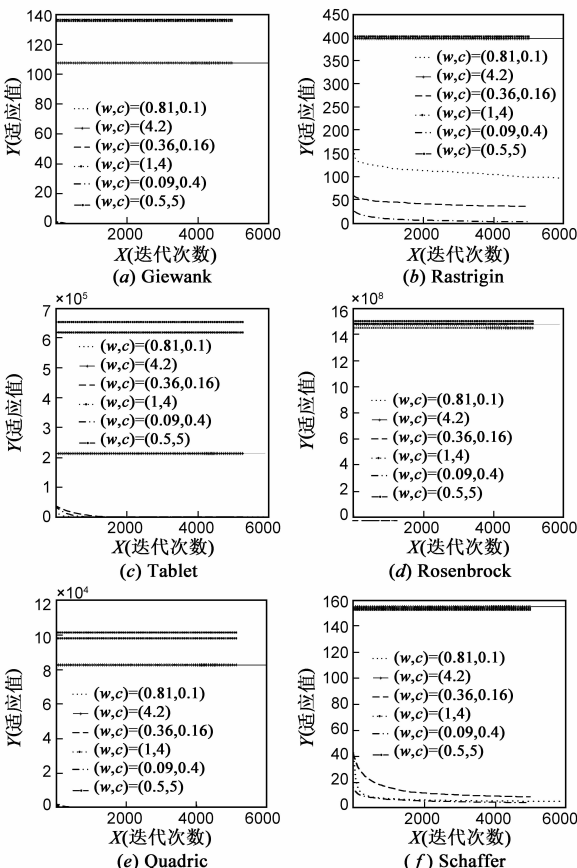 140
120
100
80
60
40
20
0
Y(适应值)
(w,c)=(0.81,0.1)
(w,c)=(4.2)
(w,c)=(0.36,0.16)
(w,c)=(1,4)
(w,c)=(0.09,0.4)
(w,c)=(0.5,5)
2000 4000 6000
X(迭代次数)
(a) Giewank
450
400
350
300
250
200
150
150
100
50
0
Y(适应值)
(w,c)=(0.81,0.1)
(w,c)=(4.2)
(w,c)=(0.36,0.16)
(w,c)=(1,4)
(w,c)=(0.09,0.4)
(w,c)=(0.5,5)
2000 4000 6000
X(迭代次数)
(b) Rastrigin
×10⁵
7
6
5
4
3
2
1
0
Y(适应值)
(w,c)=(0.81,0.1)
(w,c)=(4.2)
(w,c)=(0.36,0.16)
(w,c)=(1,4)
(w,c)=(0.09,0.4)
(w,c)=(0.5,5)
2000 4000 6000
X(迭代次数)
(c) Tablet
×10⁸
16
14
12
10
8
6
4
2
0
Y(适应值)
(w,c)=(0.81,0.1)
(w,c)=(4.2)
(w,c)=(0.36,0.16)
(w,c)=(1,4)
(w,c)=(0.09,0.4)
(w,c)=(0.5,5)
2000 4000 6000
X(迭代次数)
(d) Rosenbrock
×10⁴
12
10
8
6
4
2
0
Y(适应值)
(w,c)=(0.81,0.1)
(w,c)=(4.2)
(w,c)=(0.36,0.16)
(w,c)=(1,4)
(w,c)=(0.09,0.4)
(w,c)=(0.5,5)
2000 4000 6000
X(迭代次数)
(e) Quadric
160
140
120
100
80
60
40
20
0
Y(适应值)
(w,c)=(0.81,0.1)
(w,c)=(4.2)
(w,c)=(0.36,0.16)
(w,c)=(1,4)
(w,c)=(0.09,0.4)
(w,c)=(0.5,5)
2000 4000 6000
X(迭代次数)
(f) Schaffer